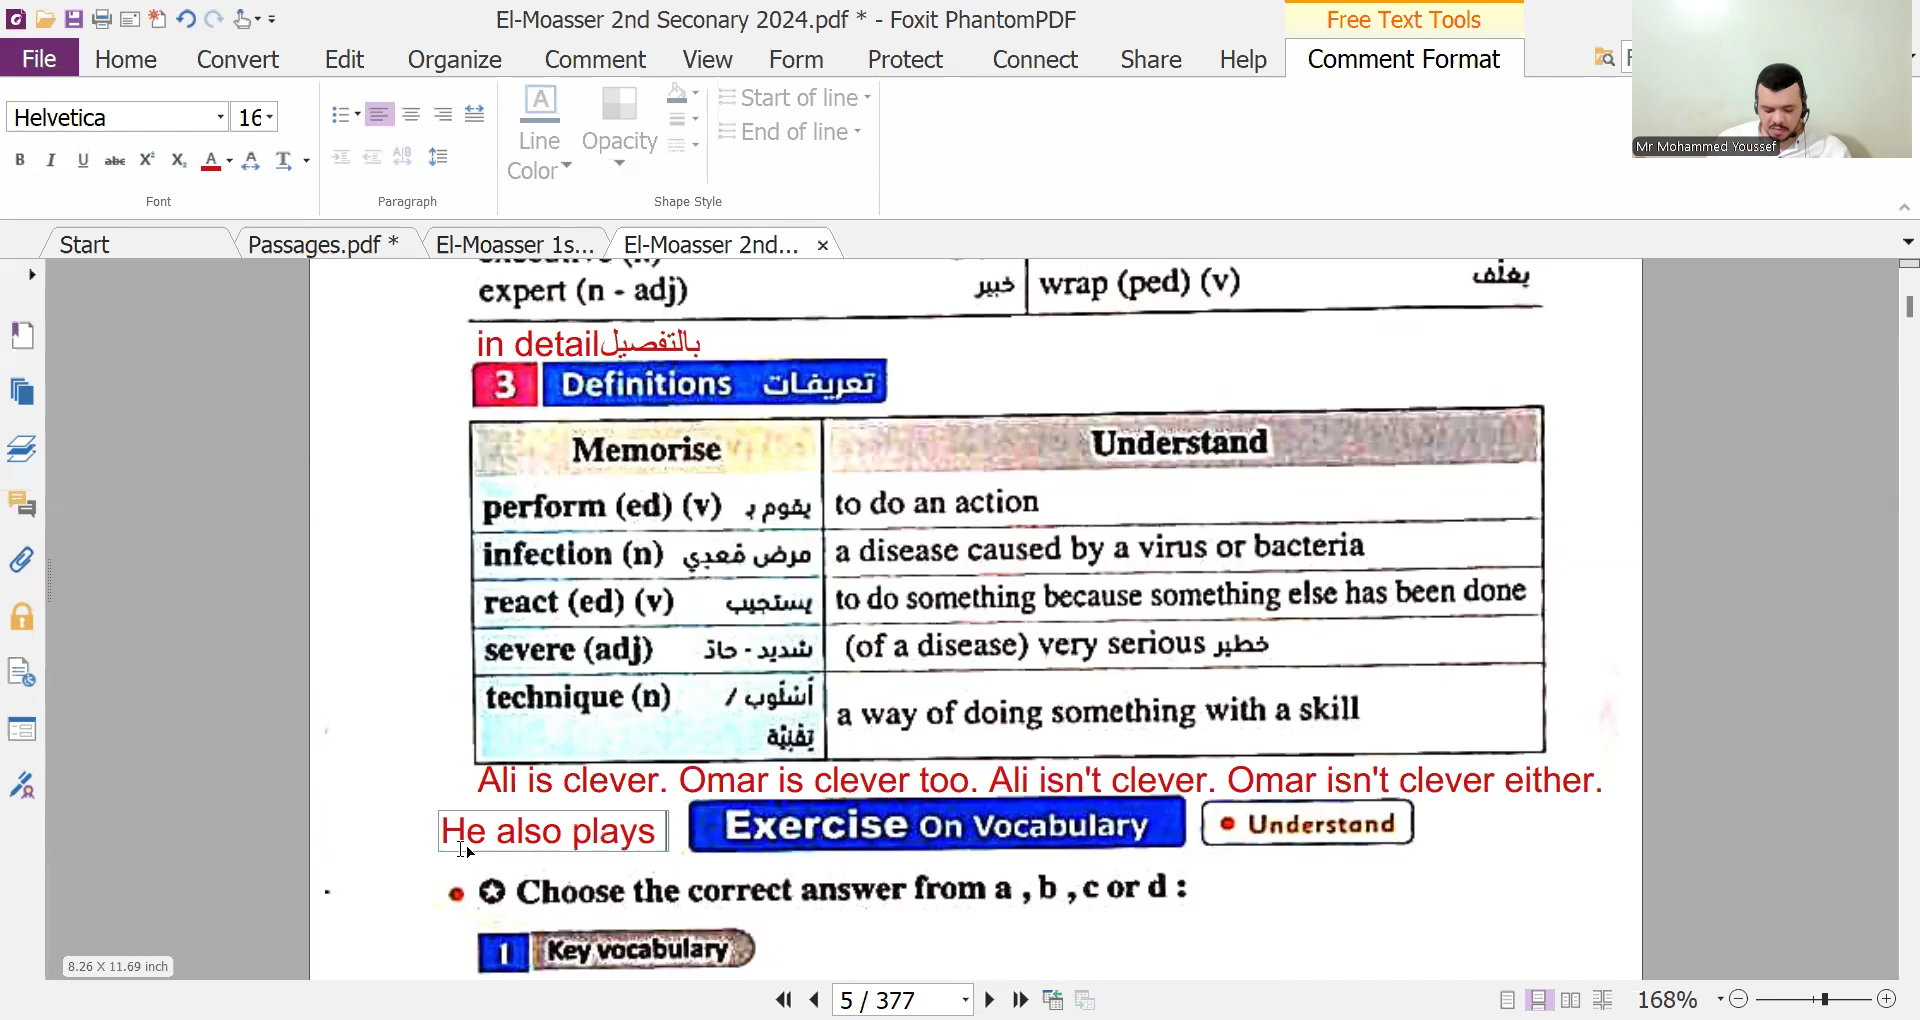 El-Moasser 2nd Seconary 2024.pdf * - Foxit PhantomPDF
Free Text Tools
File Home Convert Edit Organize Comment View Form Protect Connect Share Help Comment Format
Helvetica 16
Line Color
Opacity
Start of line
End of line
B I U abc X² X₂ A A T
Font
Paragraph
Shape Style
Mr Mohammed Youssef
Start
Passages.pdf *
El-Moasser 1s...
El-Moasser 2nd...
expert (n - adj) خبير
wrap (ped) (v) يغلف
in detail بالتفصيل
3 Definitions تعريفات
Memorise Understand
perform (ed) (v) يقوم بـ to do an action
infection (n) مرض مُعدِي a disease caused by a virus or bacteria
react (ed) (v) يستجيب to do something because something else has been done
severe (adj) شديد - حادّ (of a disease) very serious خطير
technique (n) أُسْلُوب / تِقْنِيَّة a way of doing something with a skill
Ali is clever. Omar is clever too. Ali isn't clever. Omar isn't clever either.
He also plays
Exercise On Vocabulary
Understand
Choose the correct answer from a , b , c or d :
1 Key vocabulary
8.26 X 11.69 inch
5 / 377
168%